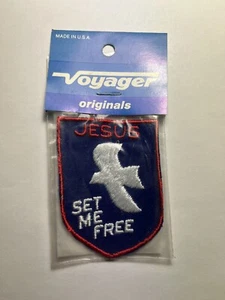 MADE IN U.S.A.
Voyager
originals
JESUS
SET
ME
FREE